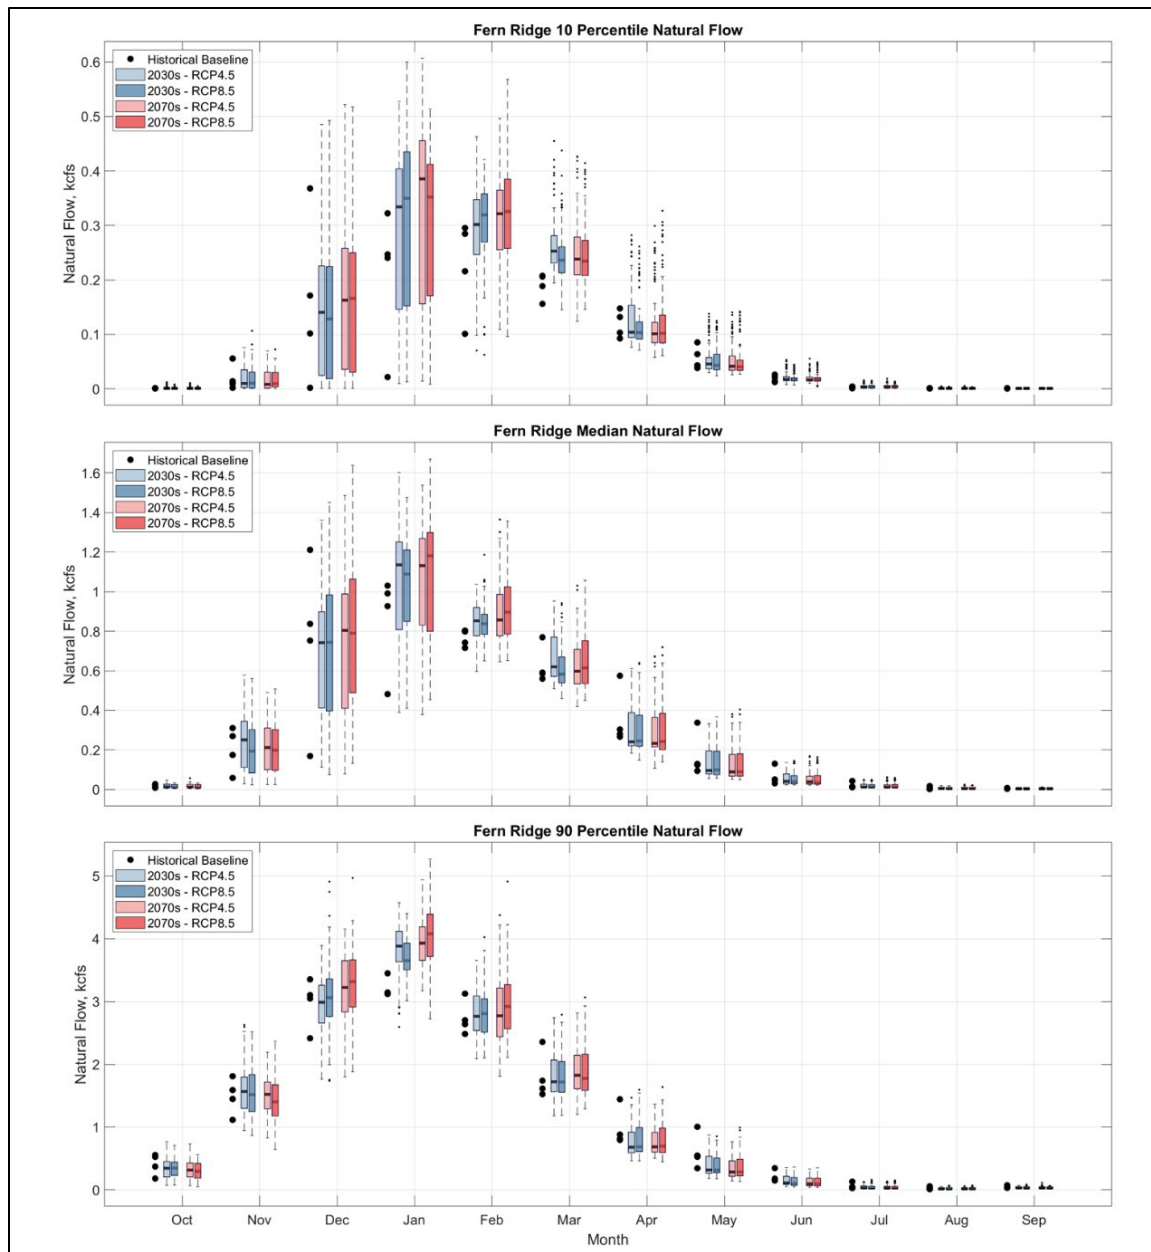 Fern Ridge 10 Percentile Natural Flow
Historical Baseline
2030s - RCP4.5
2030s - RCP8.5
2070s - RCP4.5
2070s - RCP8.5
Natural Flow, kcfs
0.6
0.5
0.4
0.3
0.2
0.1
0
Fern Ridge Median Natural Flow
Historical Baseline
2030s - RCP4.5
2030s - RCP8.5
2070s - RCP4.5
2070s - RCP8.5
Natural Flow, kcfs
1.6
1.4
1.2
1
0.8
0.6
0.4
0.2
0
Fern Ridge 90 Percentile Natural Flow
Historical Baseline
2030s - RCP4.5
2030s - RCP8.5
2070s - RCP4.5
2070s - RCP8.5
Natural Flow, kcfs
5
4
3
2
1
0
Oct Nov Dec Jan Feb Mar Apr May Jun Jul Aug Sep
Month